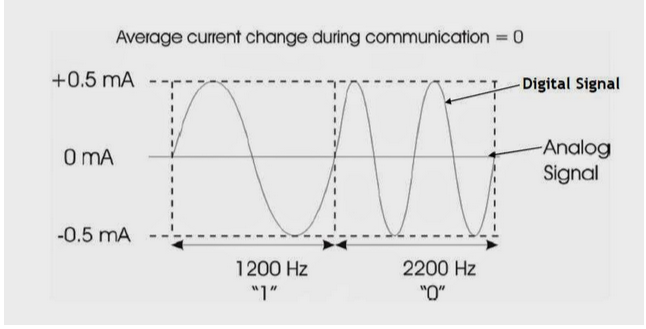 Average current change during communication = 0
+0.5 mA
Digital Signal
0 mA
Analog
Signal
-0.5 mA
1200 Hz
2200 Hz
"1"
"0"